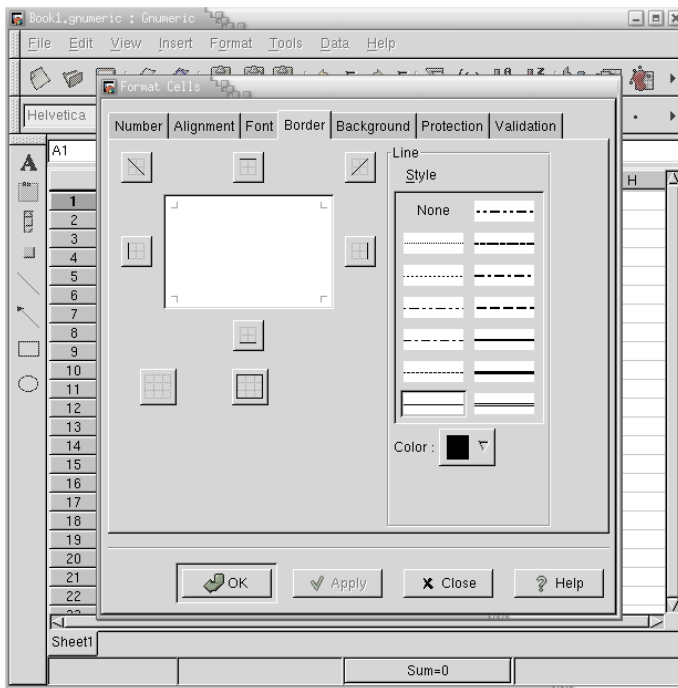 Book1.gnumeric : Gnumeric
File Edit View Insert Format Tools Data Help
Format Cells
Helvetica
Number Alignment Font Border Background Protection Validation
A1
Line
Style
H
None
1
2
3
4
5
6
7
8
9
10
11
12
13
14
15
16
17
18
19
20
21
22
Color :
OK Apply Close Help
Sheet1
Sum=0